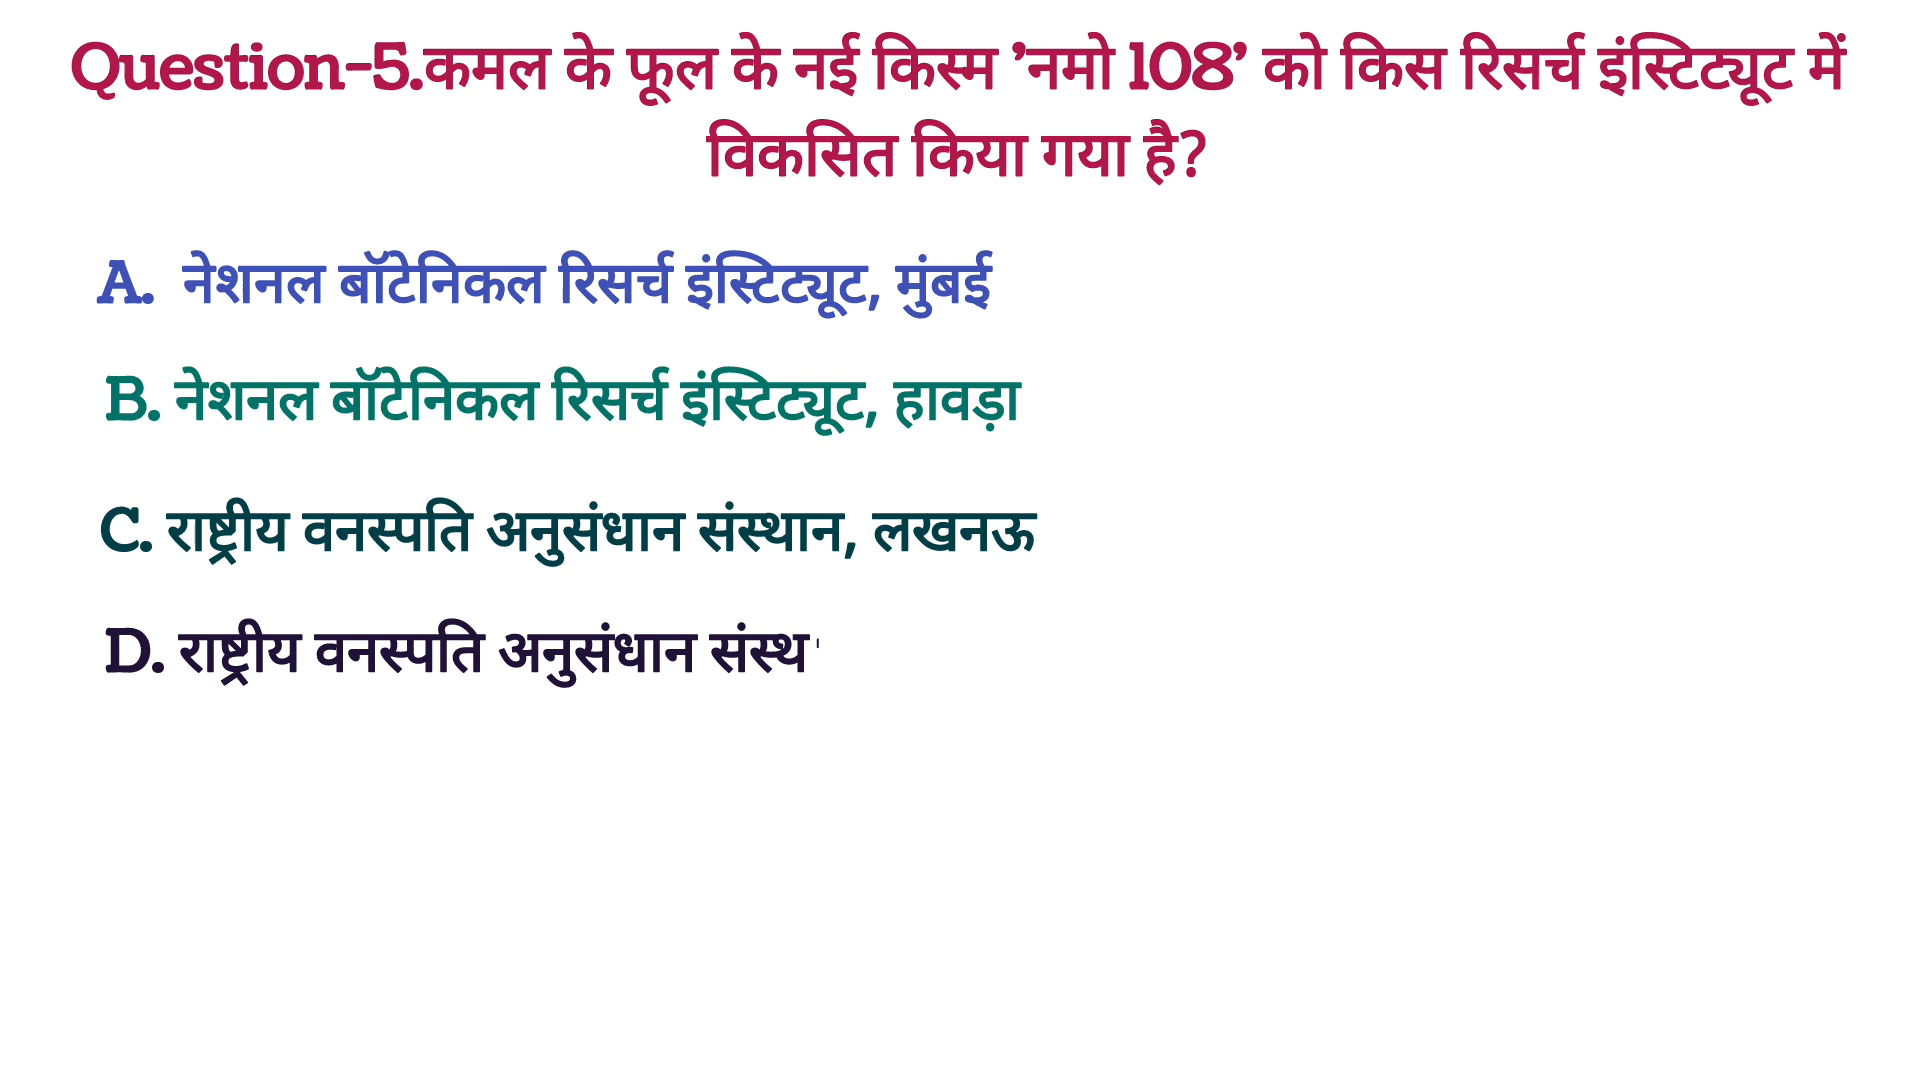 Question-5.कमल के फूल के नई किस्म ’नमो 108’ को किस रिसर्च इंस्टिट्यूट में
विकसित किया गया है?
A. नेशनल बॉटेनिकल रिसर्च इंस्टिट्यूट, मुंबई
B. नेशनल बॉटेनिकल रिसर्च इंस्टिट्यूट, हावड़ा
C. राष्ट्रीय वनस्पति अनुसंधान संस्थान, लखनऊ
D. राष्ट्रीय वनस्पति अनुसंधान संस्थ